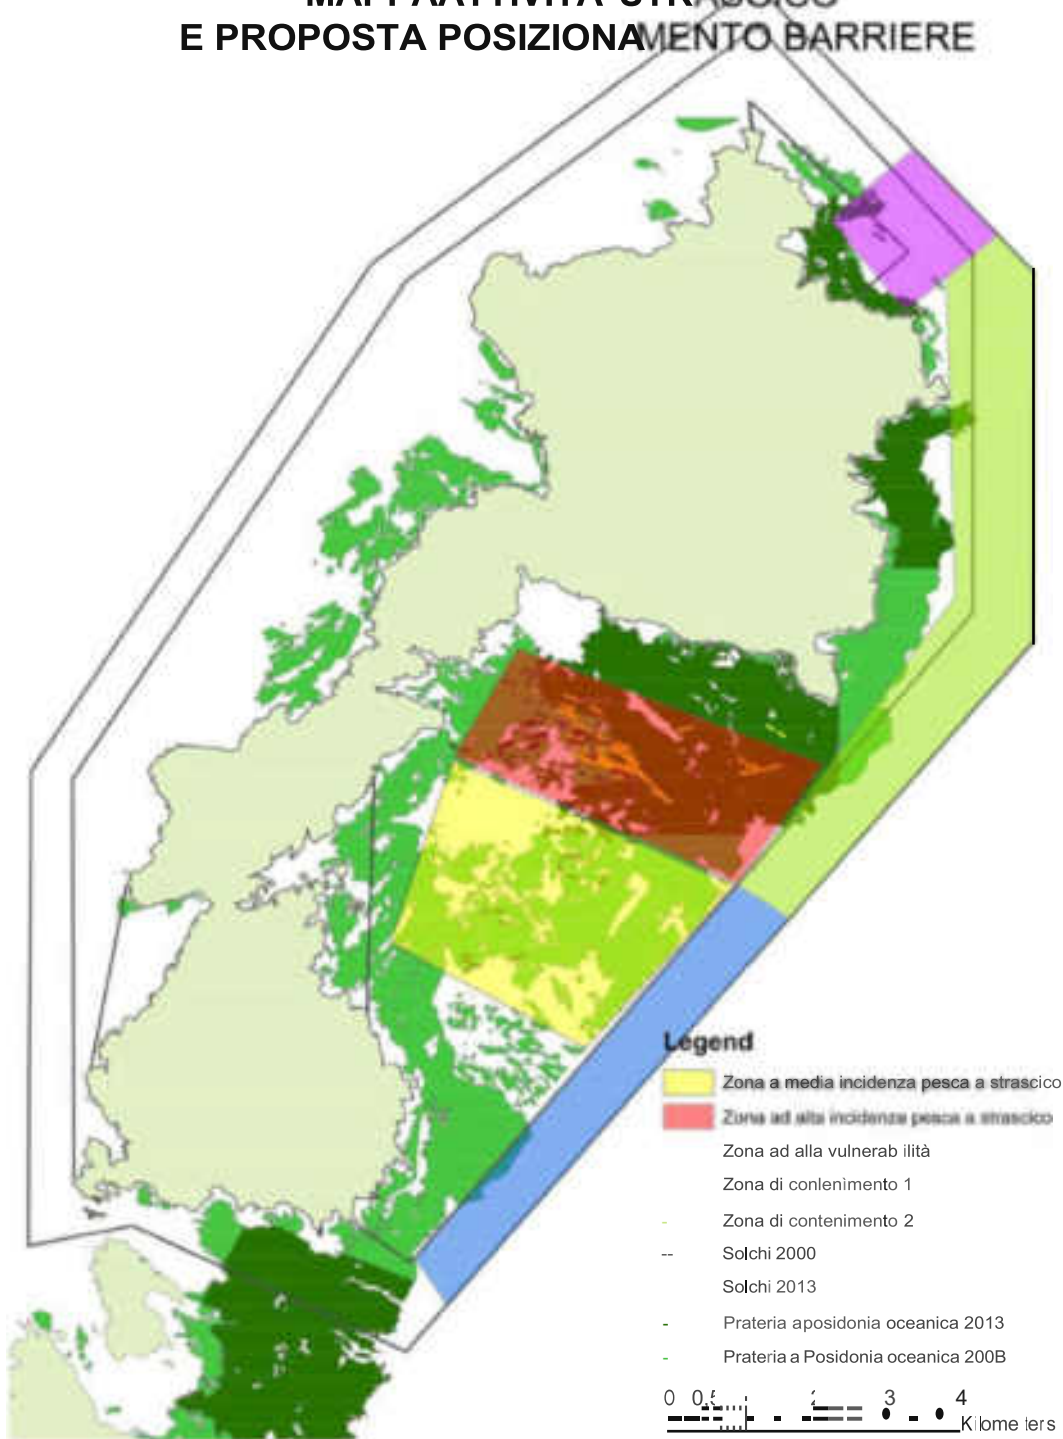 E PROPOSTA POSIZIONAMENTO BARRIERE
Legend
Zona a media incidenza pesca a strascico
Zona ad alta incidenza pesca a strascico
Zona ad alla vulnerab ilità
Zona di conlenimento 1
Zona di contenimento 2
Solchi 2000
Solchi 2013
Prateria aposidonia oceanica 2013
Prateria a Posidonia oceanica 200B
0 0,5 3 4
Kilome ters